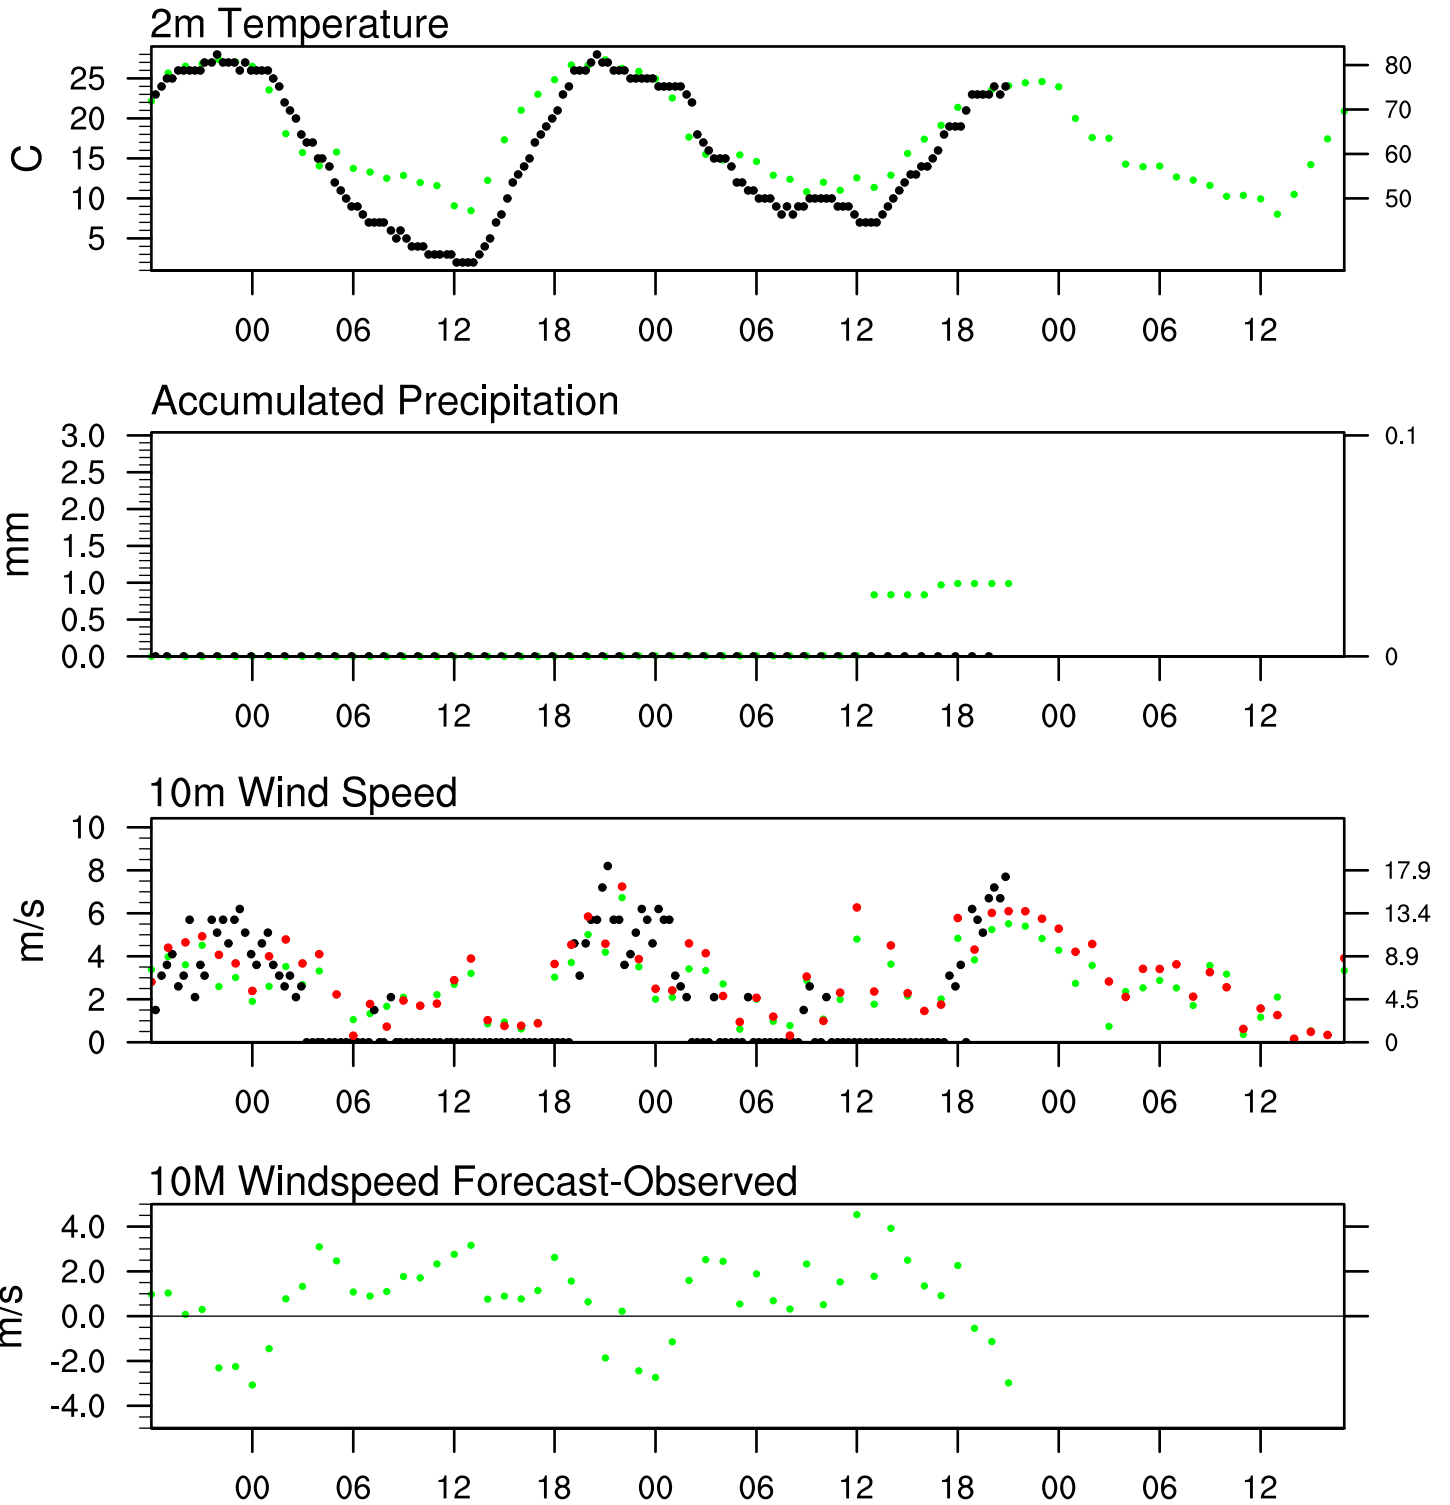 2m Temperature
C
25
20
15
10
5
80
70
60
50
00 06 12 18 00 06 12 18 00 06 12
Accumulated Precipitation
mm
3.0
2.5
2.0
1.5
1.0
0.5
0.0
0.1
0
00 06 12 18 00 06 12 18 00 06 12
10m Wind Speed
m/s
10
8
6
4
2
0
17.9
13.4
8.9
4.5
0
00 06 12 18 00 06 12 18 00 06 12
10M Windspeed Forecast-Observed
m/s
4.0
2.0
0.0
-2.0
-4.0
00 06 12 18 00 06 12 18 00 06 12